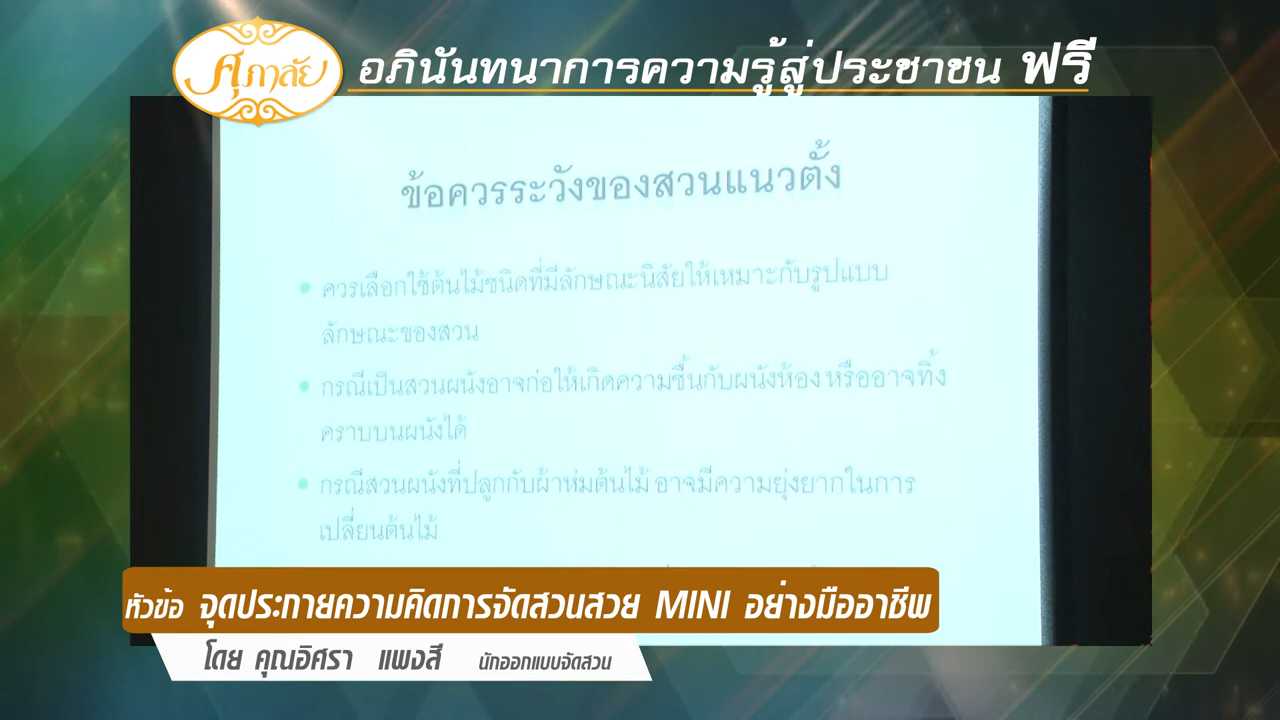 ศุภาลัย
อภินันทนาการความรู้สู่ประชาชน ฟรี
ข้อควรระวังของสวนแนวตั้ง
• ควรเลือกใช้ต้นไม้ชนิดที่มีลักษณะนิสัยให้เหมาะกับรูปแบบ
ลักษณะของสวน
• กรณีเป็นสวนผนังอาจก่อให้เกิดความชื้นกับผนังห้อง หรืออาจทิ้ง
คราบบนผนังได้
• กรณีสวนผนังที่ปลูกกับผ้าห่มต้นไม้ อาจมีความยุ่งยากในการ
เปลี่ยนต้นไม้
หัวข้อ จุดประกายความคิดการจัดสวนสวย MINI อย่างมืออาชีพ
โดย คุณอิศรา แพงสี นักออกแบบจัดสวน